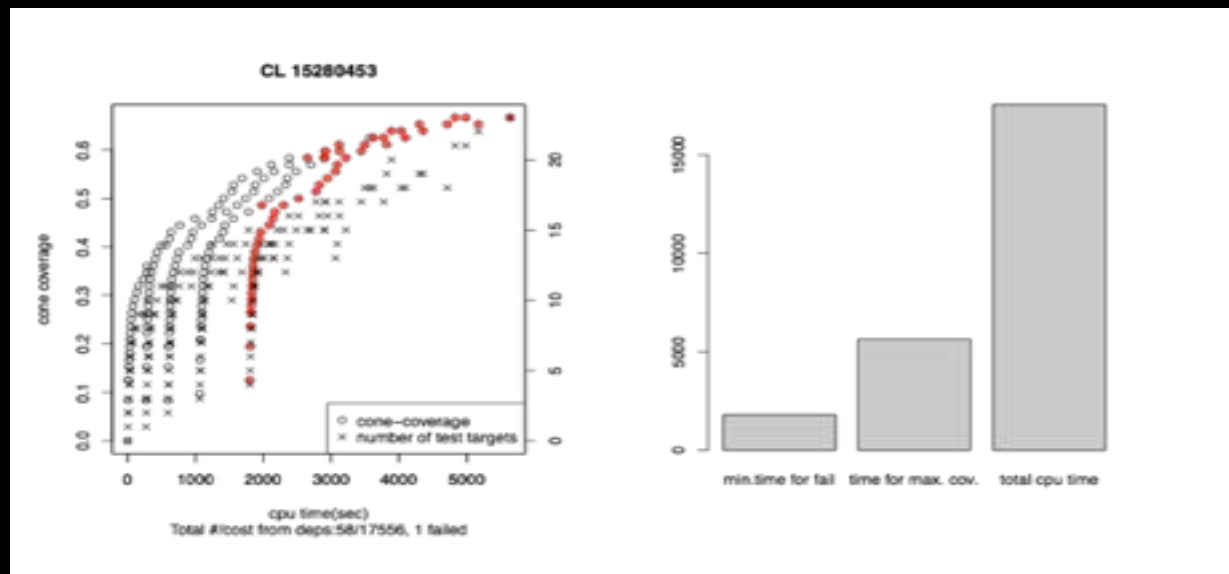 CL 15280453
cone coverage
0.0 0.1 0.2 0.3 0.4 0.5 0.6
0 5 10 15 20
cone-coverage
number of test targets
0 1000 2000 3000 4000 5000
cpu time(sec)
Total #/cost from deps:58/17556, 1 failed
0 5000 10000 15000
min.time for fail time for max. cov. total cpu time